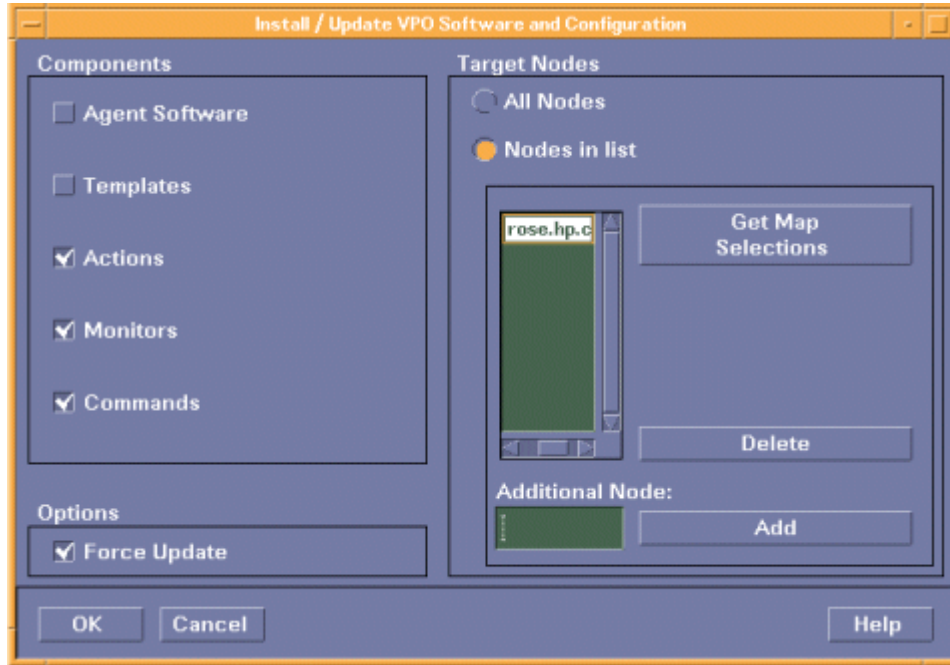 Install / Update VPO Software and Configuration
Components
Agent Software
Templates
Actions
Monitors
Commands
Options
Force Update
Target Nodes
All Nodes
Nodes in list
rose.hp.c
Get Map
Selections
Delete
Additional Node:
Add
OK
Cancel
Help